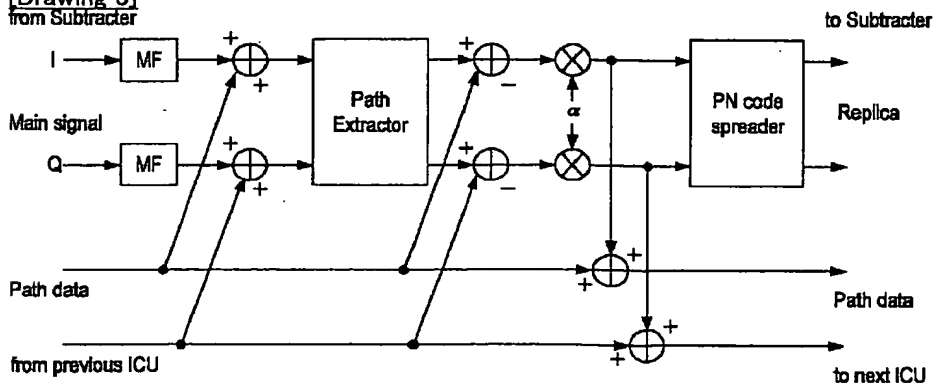 [Drawing 3]
from Subtracter
to Subtracter
I
MF
+
+
Path
Extractor
+
−
α
PN code
spreader
Main signal
Replica
Q
MF
+
+
+
−
+
+
Path data
Path data
+
+
from previous ICU
to next ICU